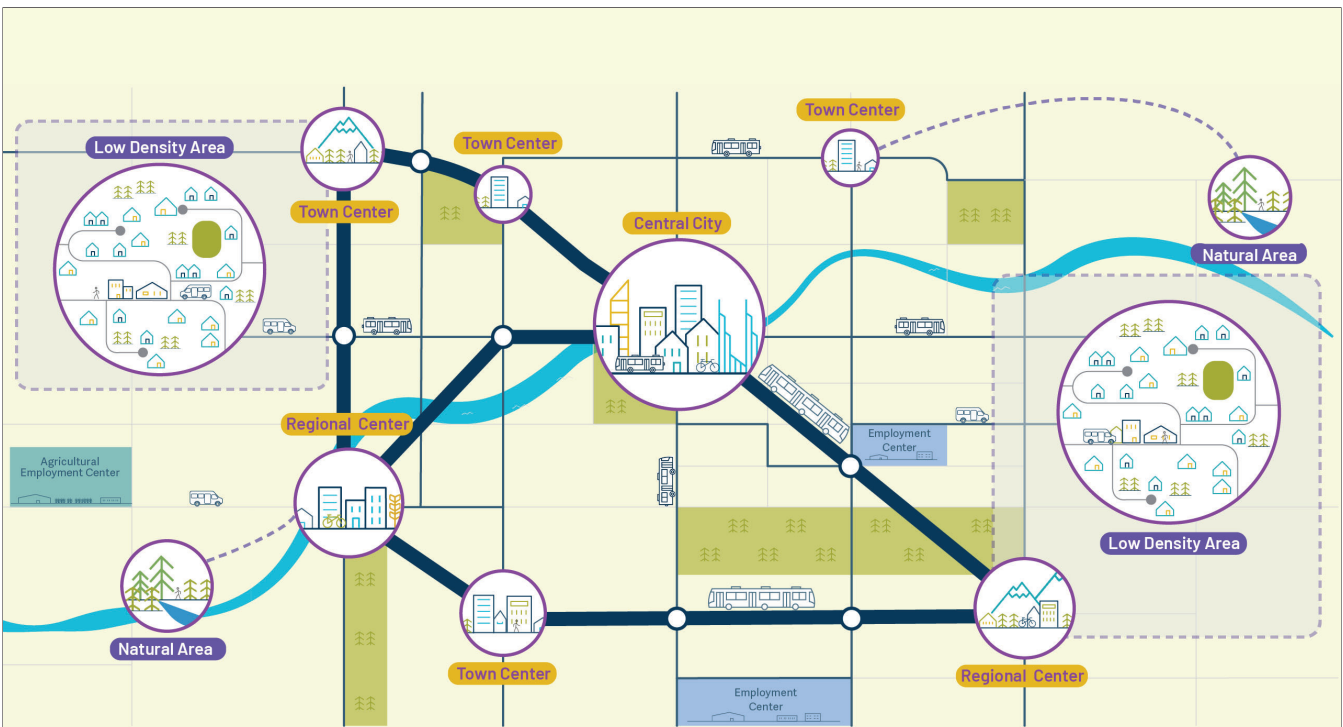 Town Center
Low Density Area
Town Center
Town Center
Central City
Natural Area
Regional Center
Employment
Center
Agricultural
Employment Center
Low Density Area
Natural Area
Town Center
Regional Center
Employment
Center